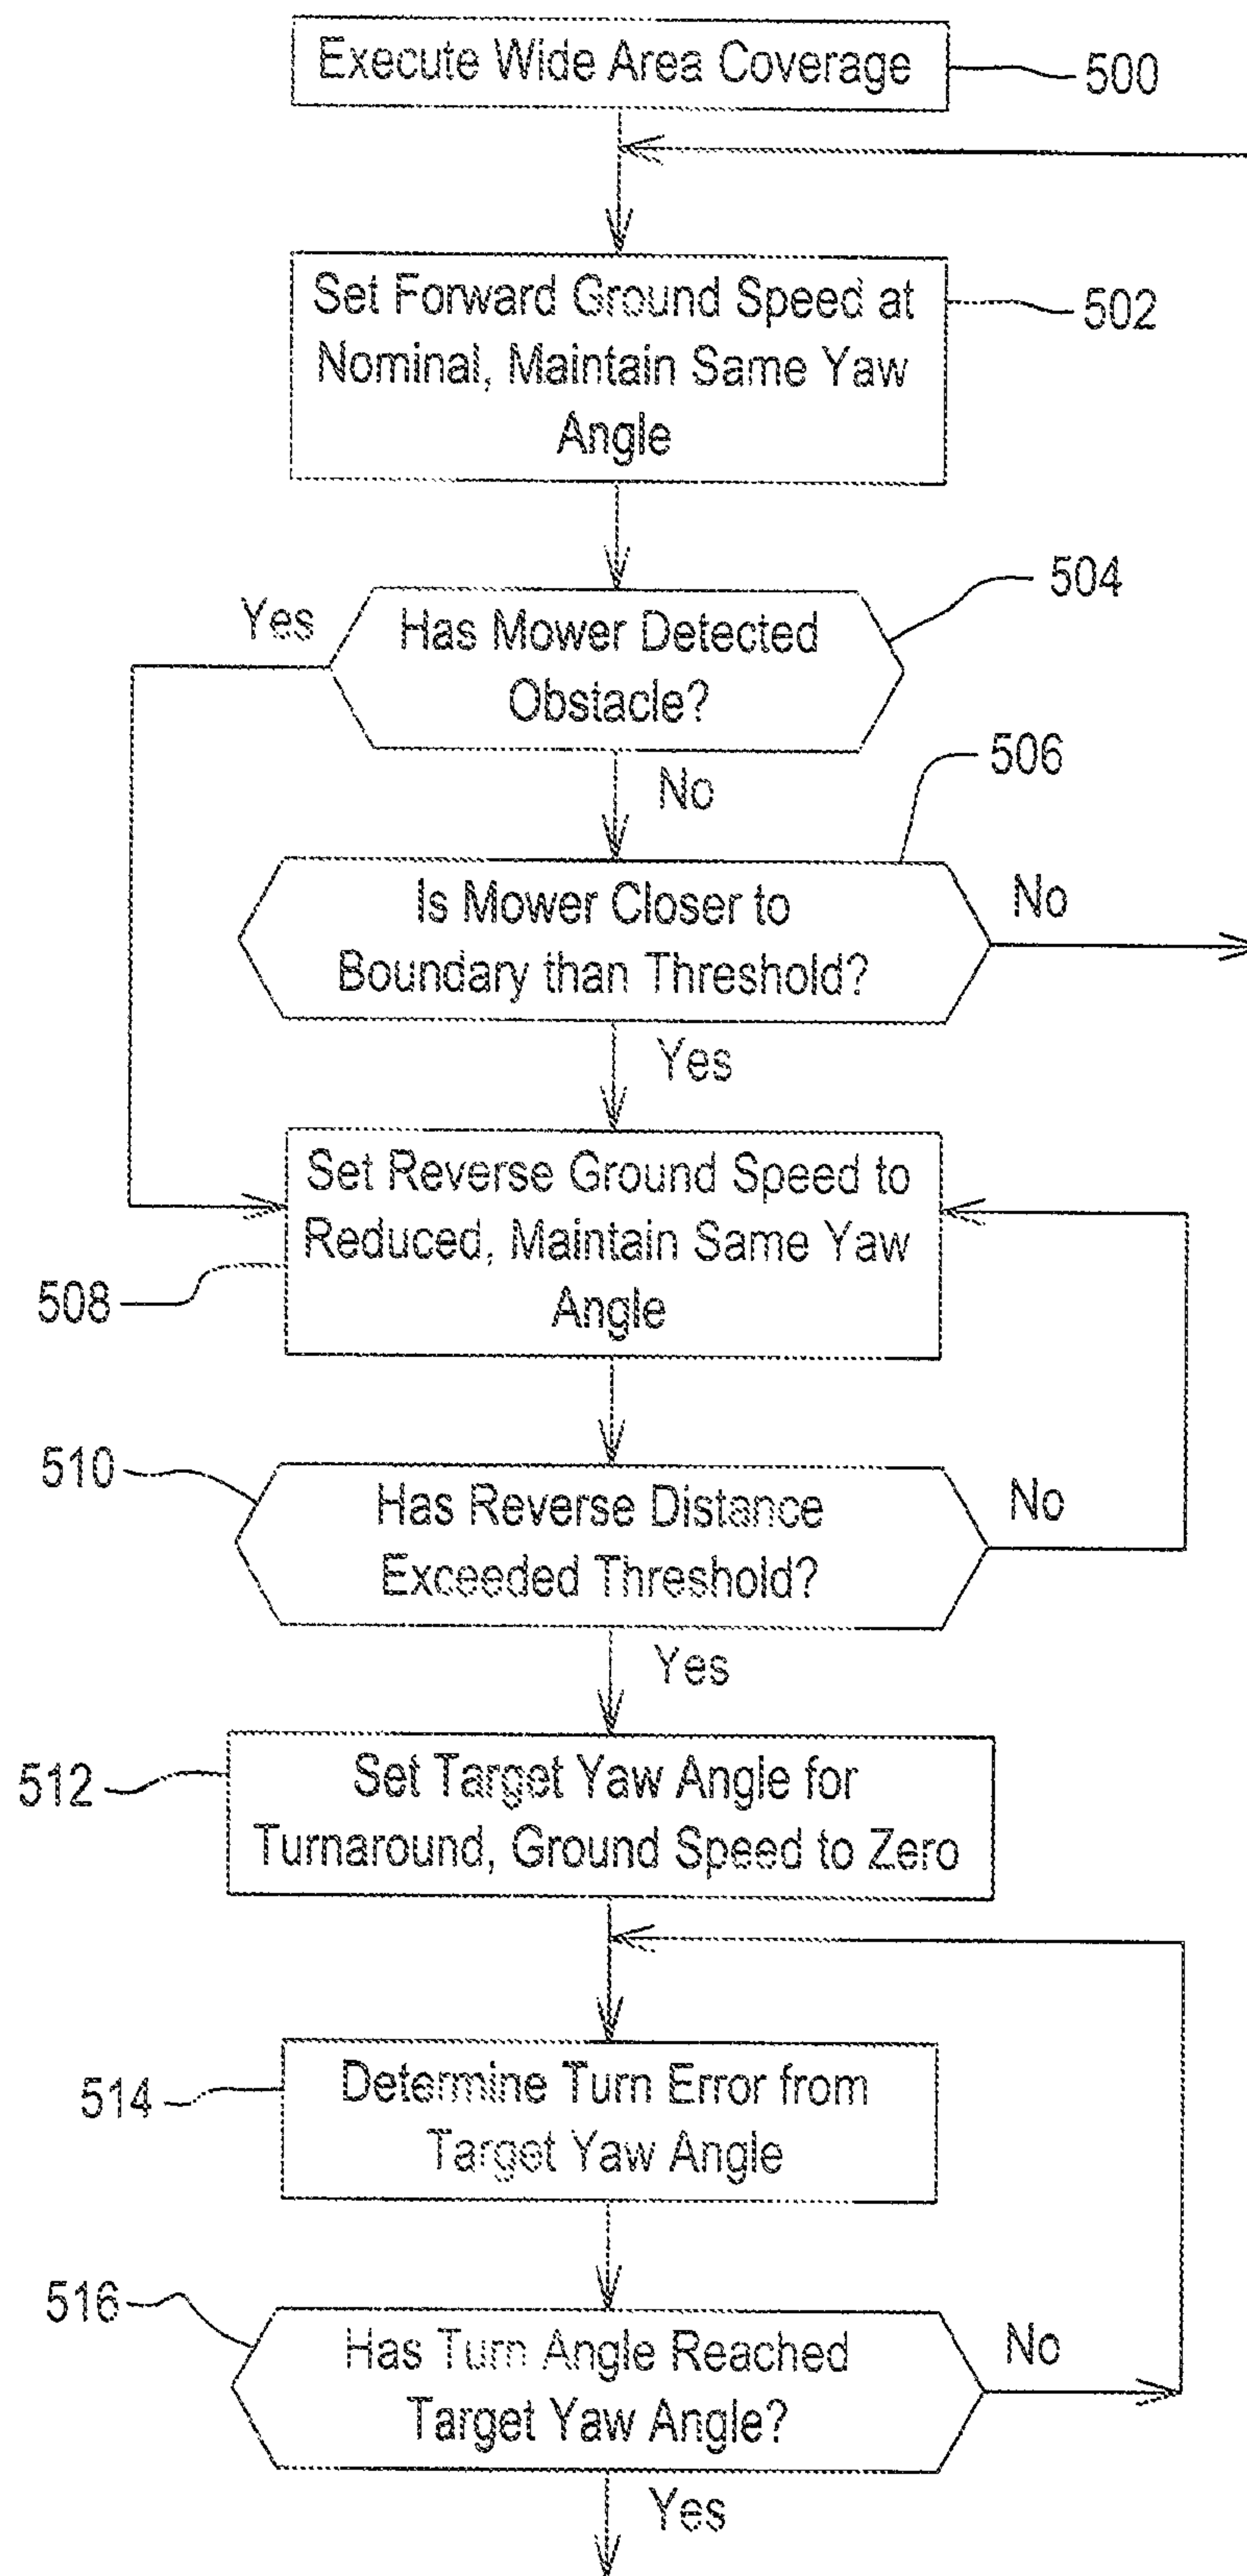 Execute Wide Area Coverage
500
Set Forward Ground Speed at
Nominal, Maintain Same Yaw
Angle
502
504
Yes
Has Mower Detected
Obstacle?
No
506
Is Mower Closer to
Boundary than Threshold?
No
Yes
Set Reverse Ground Speed to
Reduced, Maintain Same Yaw
Angle
508
510
Has Reverse Distance
Exceeded Threshold?
No
Yes
512
Set Target Yaw Angle for
Turnaround, Ground Speed to Zero
514
Determine Turn Error from
Target Yaw Angle
516
Has Turn Angle Reached
Target Yaw Angle?
No
Yes